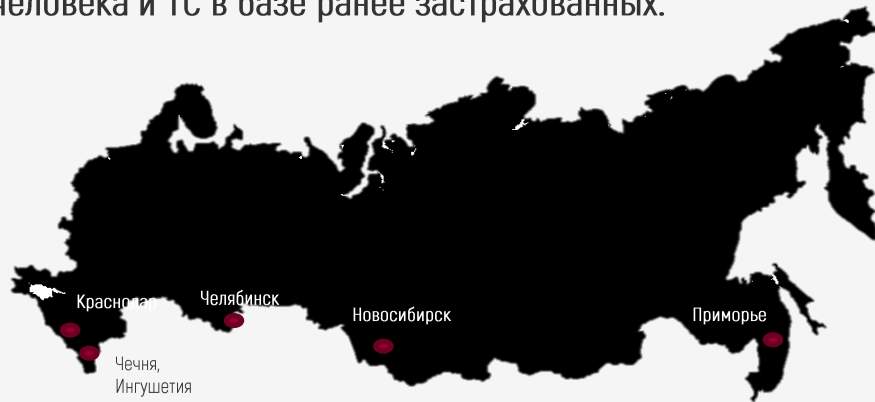 человека и ТС в базе ранее застрахованных.
Краснодар
Челябинск
Новосибирск
Приморье
Чечня,
Ингушетия